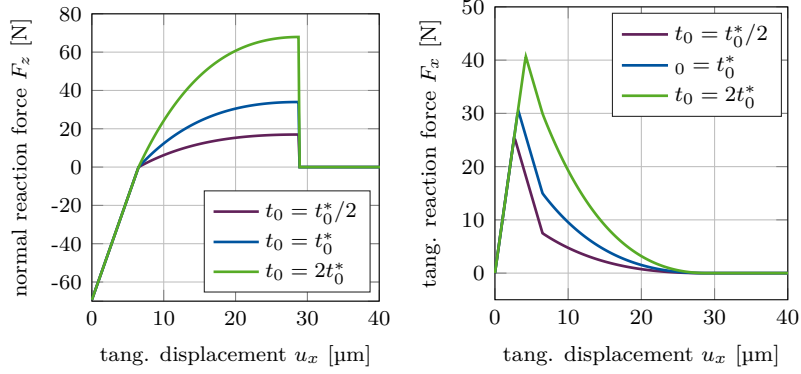 normal reaction force F_z [N]
80
60
40
20
0
−20
−40
−60
0
10
20
30
40
tang. displacement u_x [µm]
t_0 = t_0^*/2
t_0 = t_0^*
t_0 = 2t_0^*
tang. reaction force F_x [N]
50
40
30
20
10
0
0
10
20
30
40
tang. displacement u_x [µm]
t_0 = t_0^*/2
_0 = t_0^*
t_0 = 2t_0^*